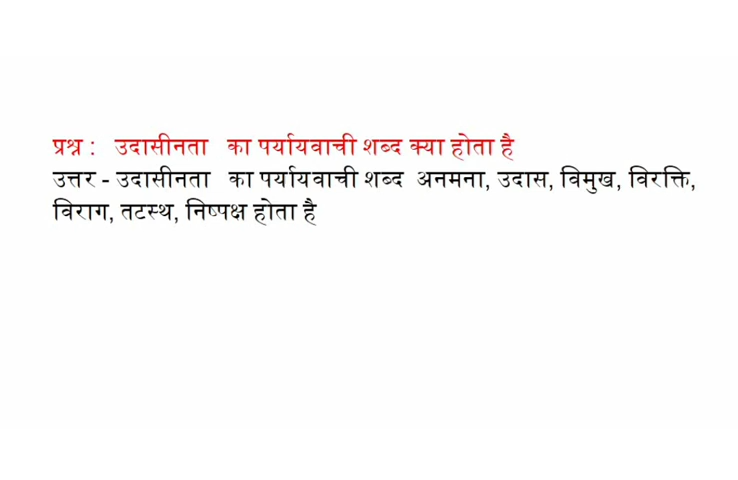 प्रश्न : उदासीनता का पर्यायवाची शब्द क्या होता है
उत्तर - उदासीनता का पर्यायवाची शब्द अनमना, उदास, विमुख, विरक्ति,
विराग, तटस्थ, निष्पक्ष होता है